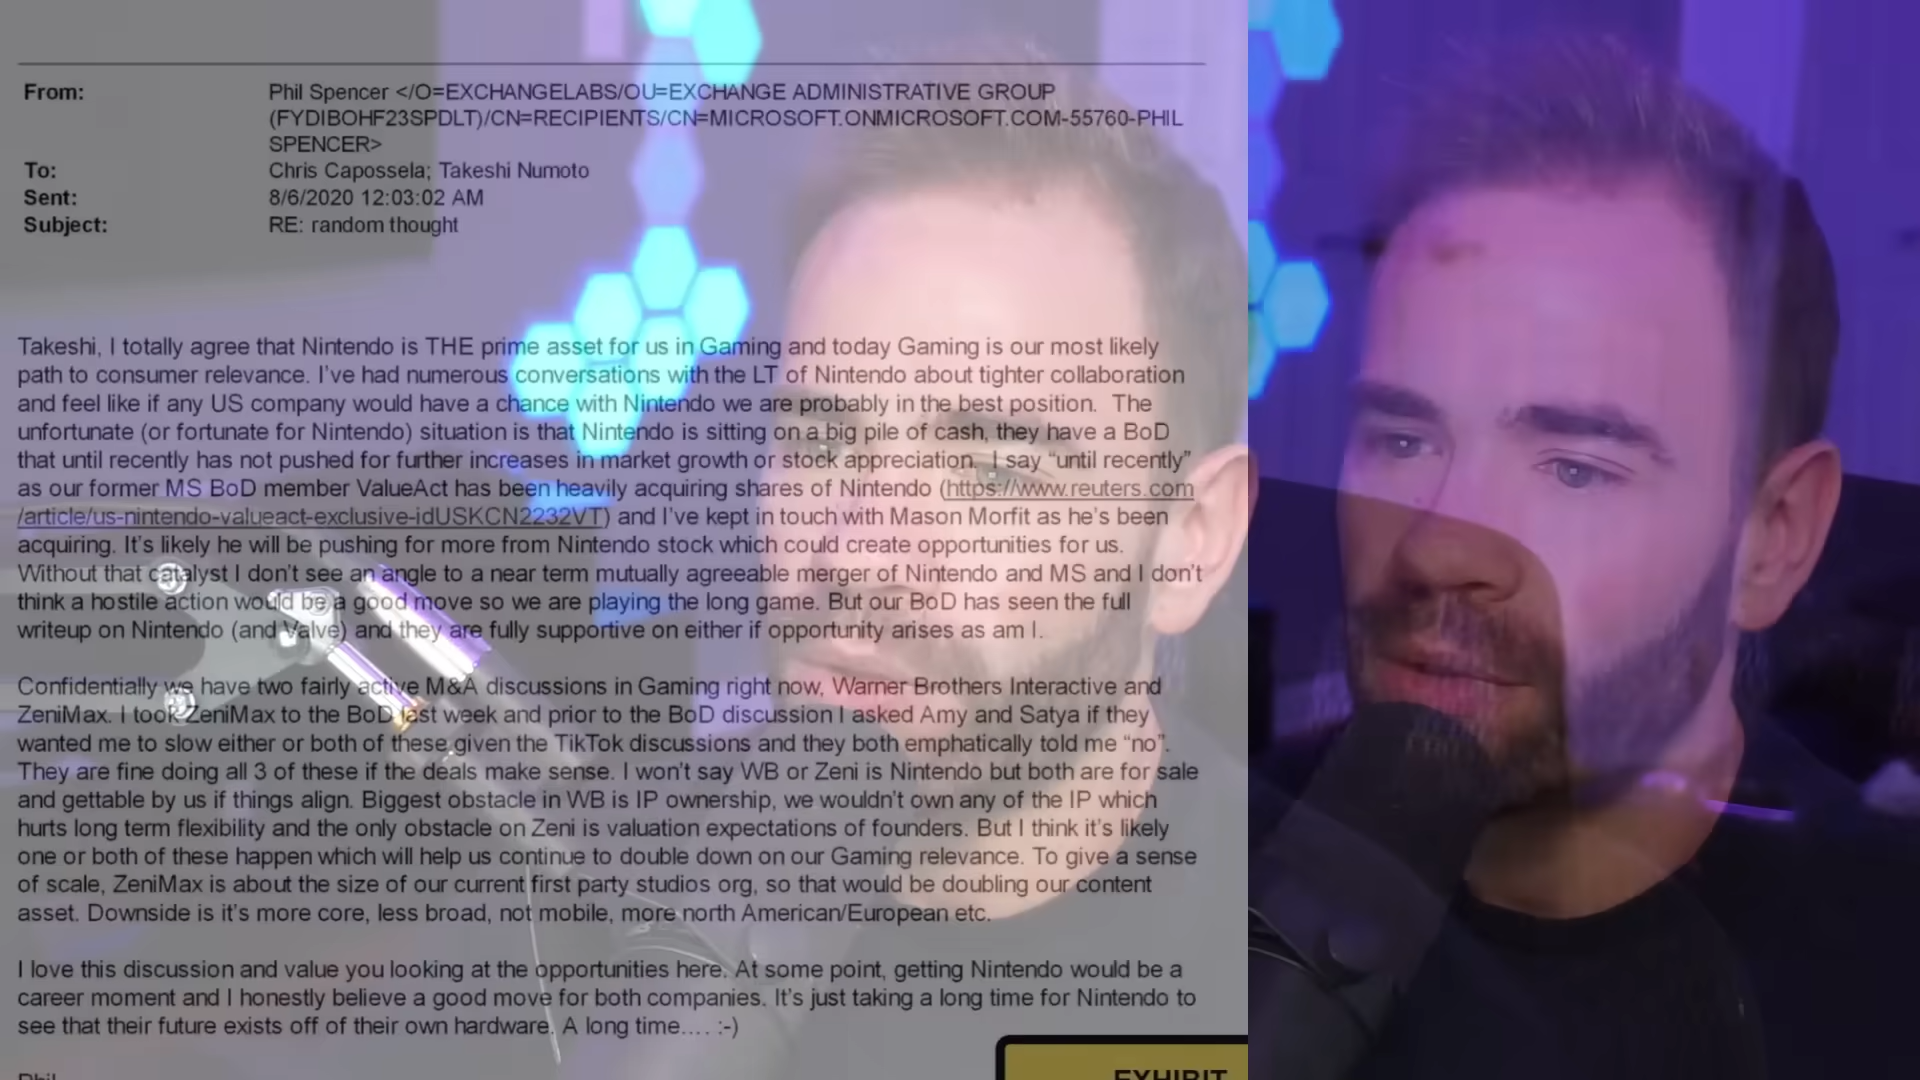 From: Phil Spencer </O=EXCHANGELABS/OU=EXCHANGE ADMINISTRATIVE GROUP
(FYDIBOHF23SPDLT)/CN=RECIPIENTS/CN=MICROSOFT.ONMICROSOFT.COM-55760-PHIL
SPENCER>
To: Chris Capossela; Takeshi Numoto
Sent: 8/6/2020 12:03:02 AM
Subject: RE: random thought
Takeshi, I totally agree that Nintendo is THE prime asset for us in Gaming and today Gaming is our most likely
path to consumer relevance. I've had numerous conversations with the LT of Nintendo about tighter collaboration
and feel like if any US company would have a chance with Nintendo we are probably in the best position. The
unfortunate (or fortunate for Nintendo) situation is that Nintendo is sitting on a big pile of cash, they have a BoD
that until recently has not pushed for further increases in market growth or stock appreciation. I say “until recently”
as our former MS BoD member ValueAct has been heavily acquiring shares of Nintendo (https://www.reuters.com
/article/us-nintendo-valueact-exclusive-idUSKCN2232VT) and I've kept in touch with Mason Morfit as he's been
acquiring. It's likely he will be pushing for more from Nintendo stock which could create opportunities for us.
Without that catalyst I don't see an angle to a near term mutually agreeable merger of Nintendo and MS and I don't
think a hostile action would be a good move so we are playing the long game. But our BoD has seen the full
writeup on Nintendo (and Valve) and they are fully supportive on either if opportunity arises as am I.
Confidentially we have two fairly active M&A discussions in Gaming right now, Warner Brothers Interactive and
ZeniMax. I took ZeniMax to the BoD last week and prior to the BoD discussion I asked Amy and Satya if they
wanted me to slow either or both of these given the TikTok discussions and they both emphatically told me “no”.
They are fine doing all 3 of these if the deals make sense. I won't say WB or Zeni is Nintendo but both are for sale
and gettable by us if things align. Biggest obstacle in WB is IP ownership, we wouldn't own any of the IP which
hurts long term flexibility and the only obstacle on Zeni is valuation expectations of founders. But I think it's likely
one or both of these happen which will help us continue to double down on our Gaming relevance. To give a sense
of scale, ZeniMax is about the size of our current first party studios org, so that would be doubling our content
asset. Downside is it's more core, less broad, not mobile, more north American/European etc.
I love this discussion and value you looking at the opportunities here. At some point, getting Nintendo would be a
career moment and I honestly believe a good move for both companies. It's just taking a long time for Nintendo to
see that their future exists off of their own hardware. A long time…. :-)
Phil
EXHIBIT